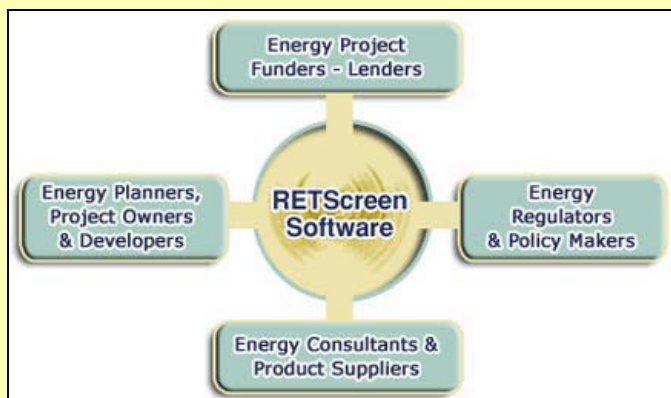 Energy Project
Funders - Lenders
Energy Planners,
Project Owners
& Developers
RETScreen
Software
Energy
Regulators
& Policy Makers
Energy Consultants &
Product Suppliers